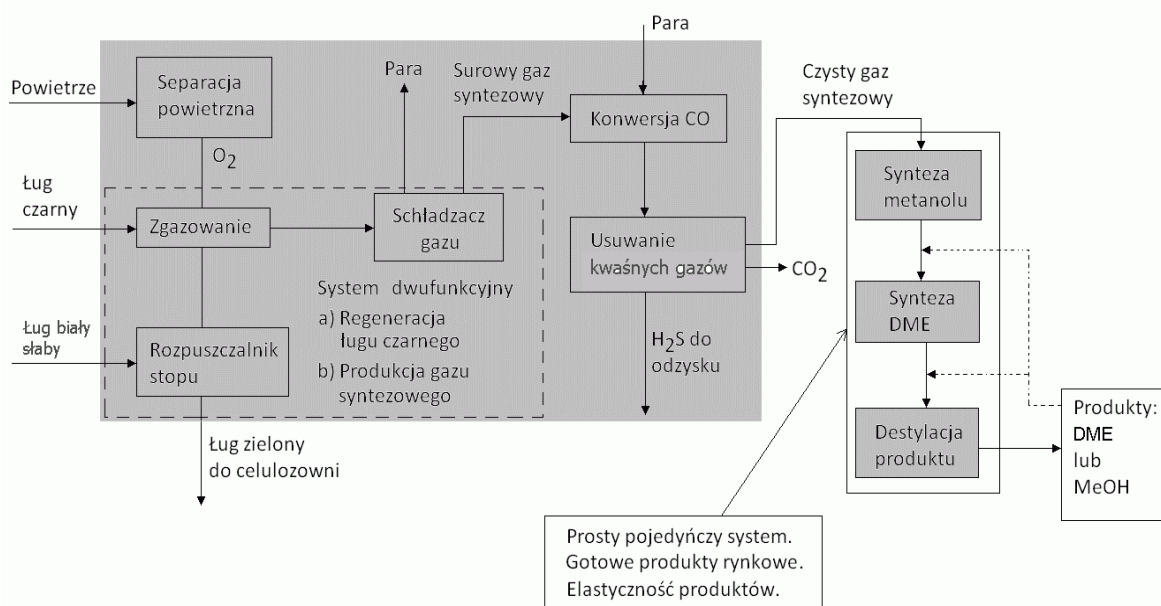 Para
Powietrze
Separacja
powietrzna
O2
Para
Surowy gaz
syntezowy
Konwersja CO
Czysty gaz
syntezowy
Ług
czarny
Zgazowanie
Schładzacz
gazu
Usuwanie
kwaśnych gazów
CO2
Synteza
metanolu
System dwufunkcyjny
a) Regeneracja
ługu czarnego
b) Produkcja gazu
syntezowego
Ług biały
słaby
Rozpuszczalnik
stopu
H2S do
odzysku
Synteza
DME
Ług zielony
do celulozowni
Destylacja
produktu
Produkty:
DME
lub
MeOH
Prosty pojedyńczy system.
Gotowe produkty rynkowe.
Elastyczność produktów.